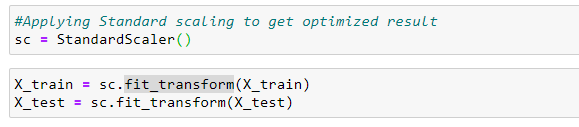 #Applying Standard scaling to get optimized result
sc = StandardScaler()
X_train = sc.fit_transform(X_train)
X_test = sc.fit_transform(X_test)